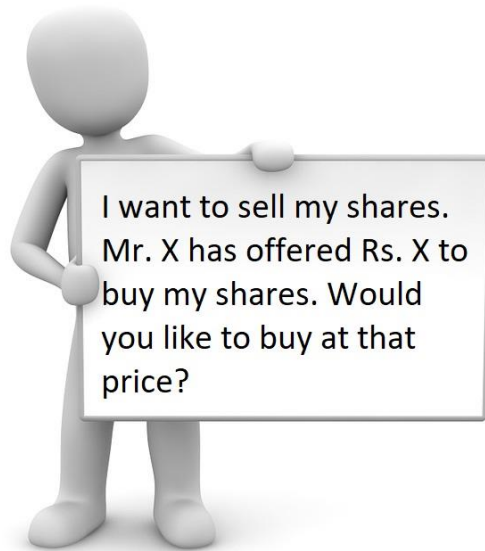 I want to sell my shares.
Mr. X has offered Rs. X to
buy my shares. Would
you like to buy at that
price?